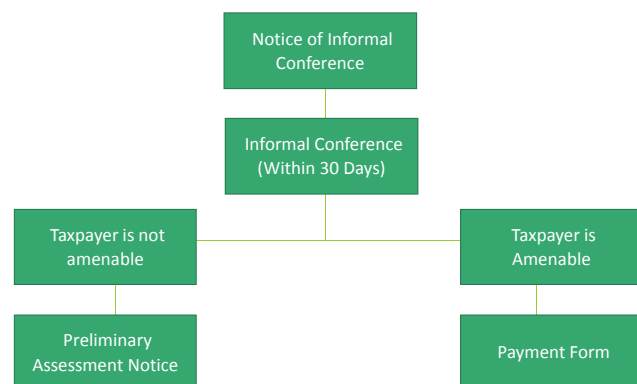 Notice of Informal
Conference
Informal Conference
(Within 30 Days)
Taxpayer is not
amenable
Taxpayer is
Amenable
Preliminary
Assessment Notice
Payment Form